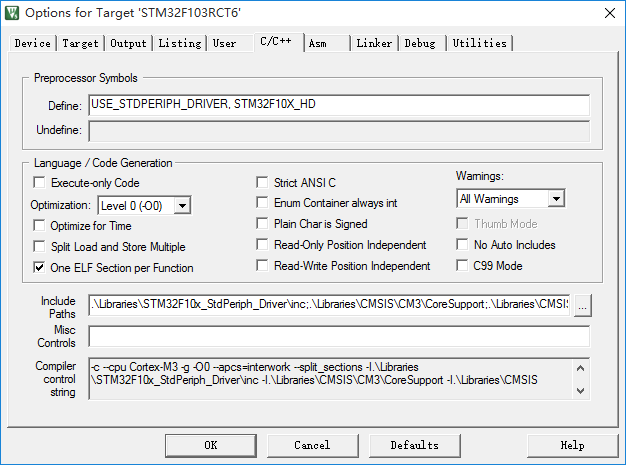 Options for Target 'STM32F103RCT6'
Device Target Output Listing User C/C++ Asm Linker Debug Utilities
Preprocessor Symbols
Define: USE_STDPERIPH_DRIVER, STM32F10X_HD
Undefine:
Language / Code Generation
Execute-only Code
Optimization: Level 0 (-O0)
Optimize for Time
Split Load and Store Multiple
One ELF Section per Function
Strict ANSI C
Enum Container always int
Plain Char is Signed
Read-Only Position Independent
Read-Write Position Independent
Warnings:
All Warnings
Thumb Mode
No Auto Includes
C99 Mode
Include
Paths
.\Libraries\STM32F10x_StdPeriph_Driver\inc;.\Libraries\CMSIS\CM3\CoreSupport;.\Libraries\CMSIS
...
Misc
Controls
Compiler
control
string
-c --cpu Cortex-M3 -g -O0 --apcs=interwork --split_sections -I.\Libraries
\STM32F10x_StdPeriph_Driver\inc -I.\Libraries\CMSIS\CM3\CoreSupport -I.\Libraries\CMSIS
OK Cancel Defaults Help